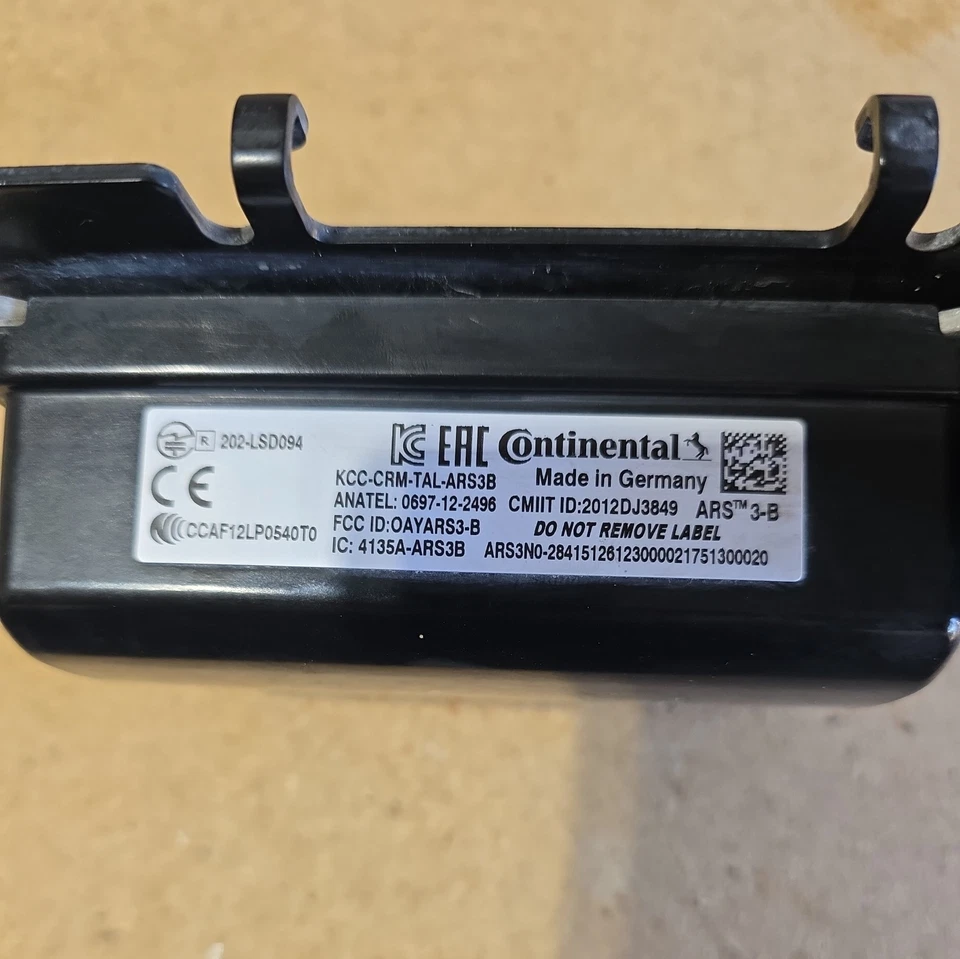 R 202-LSD094
CE
CCAF12LP0540T0
KC EAC Continental
KCC-CRM-TAL-ARS3B Made in Germany
ANATEL: 0697-12-2496 CMIIT ID:2012DJ3849 ARS™ 3-B
FCC ID:OAYARS3-B DO NOT REMOVE LABEL
IC: 4135A-ARS3B ARS3N0-28415126123000021751300020